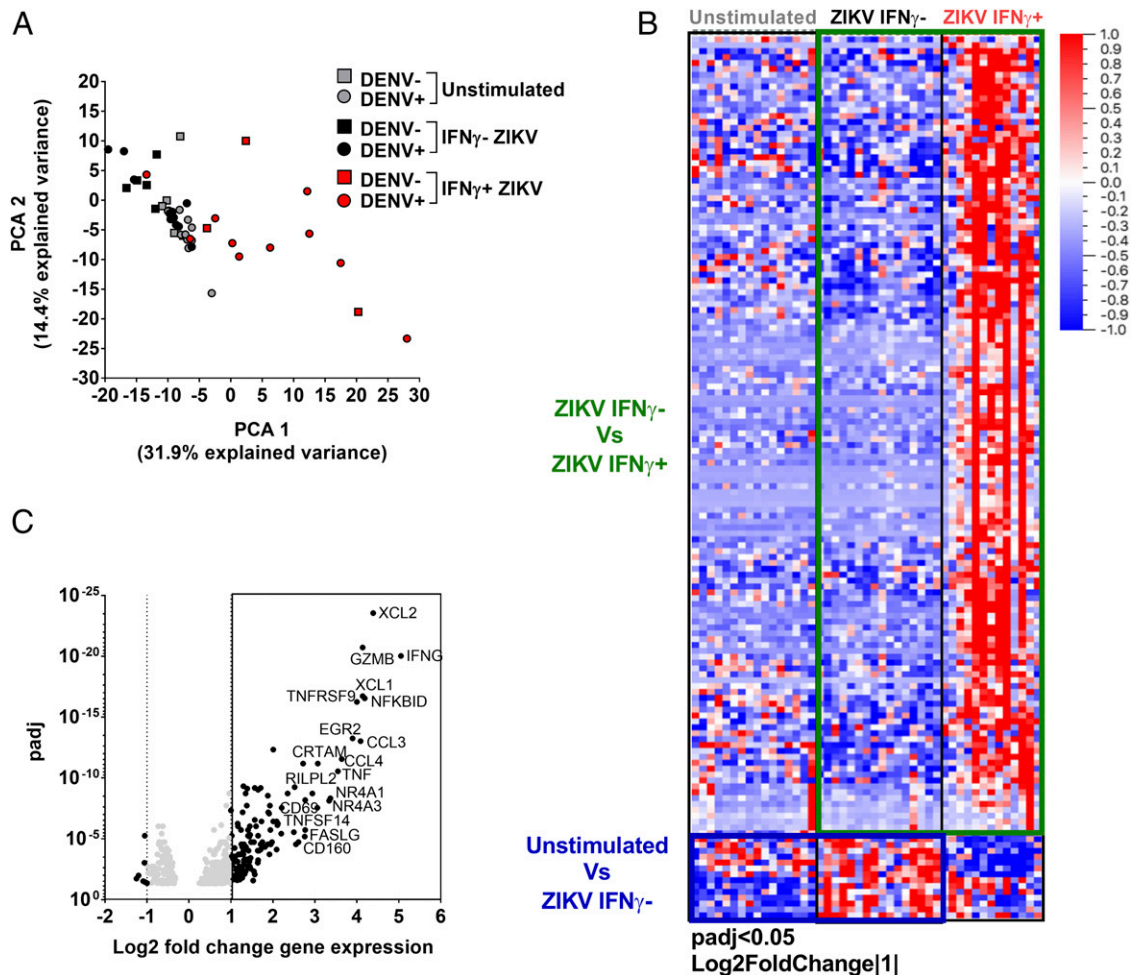 A
20
15
10
5
0
-5
-10
-15
-20
-25
-30
PCA 2
(14.4% explained variance)
-20 -15 -10 -5 0 5 10 15 20 25 30
PCA 1
(31.9% explained variance)
DENV-
DENV+
Unstimulated
DENV-
DENV+
IFNγ- ZIKV
DENV-
DENV+
IFNγ+ ZIKV
B
Unstimulated ZIKV IFNγ- ZIKV IFNγ+
1.0
0.9
0.8
0.7
0.6
0.5
0.4
0.3
0.2
0.1
0.0
-0.1
-0.2
-0.3
-0.4
-0.5
-0.6
-0.7
-0.8
-0.9
-1.0
ZIKV IFNγ-
Vs
ZIKV IFNγ+
Unstimulated
Vs
ZIKV IFNγ-
padj<0.05
Log2FoldChange|1|
C
10-25
10-20
10-15
10-10
10-5
100
padj
XCL2
GZMB
IFNG
XCL1
TNFRSF9
NFKBID
EGR2
CCL3
CRTAM
CCL4
TNF
RILPL2
NR4A1
CD69
NR4A3
TNFSF14
FASLG
CD160
-2 -1 0 1 2 3 4 5 6
Log2 fold change gene expression